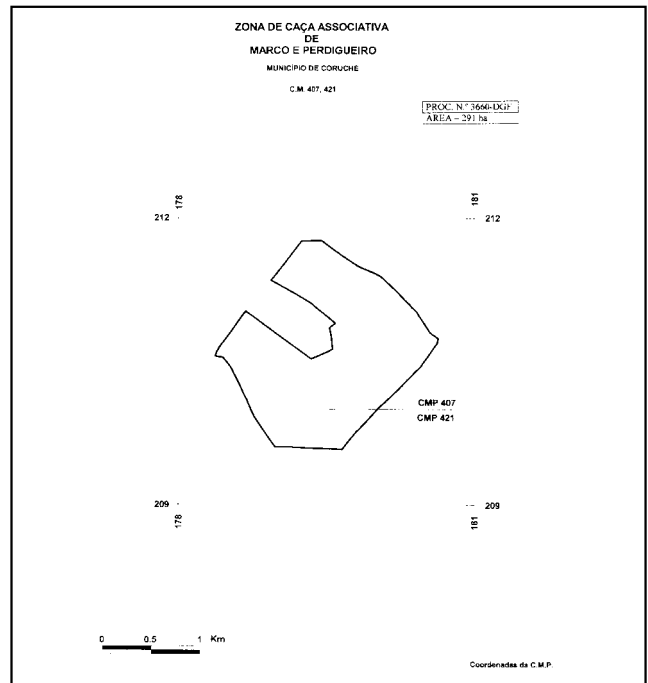 ZONA DE CAÇA ASSOCIATIVA
DE
MARCO E PERDIGUEIRO
MUNICÍPIO DE CORUCHE
C.M. 407, 421
PROC. N.º 3660-DGF
ÁREA – 291 ha
178
181
212
212
CMP 407
CMP 421
209
209
178
181
0 0.5 1 Km
Coordenadas da C.M.P.